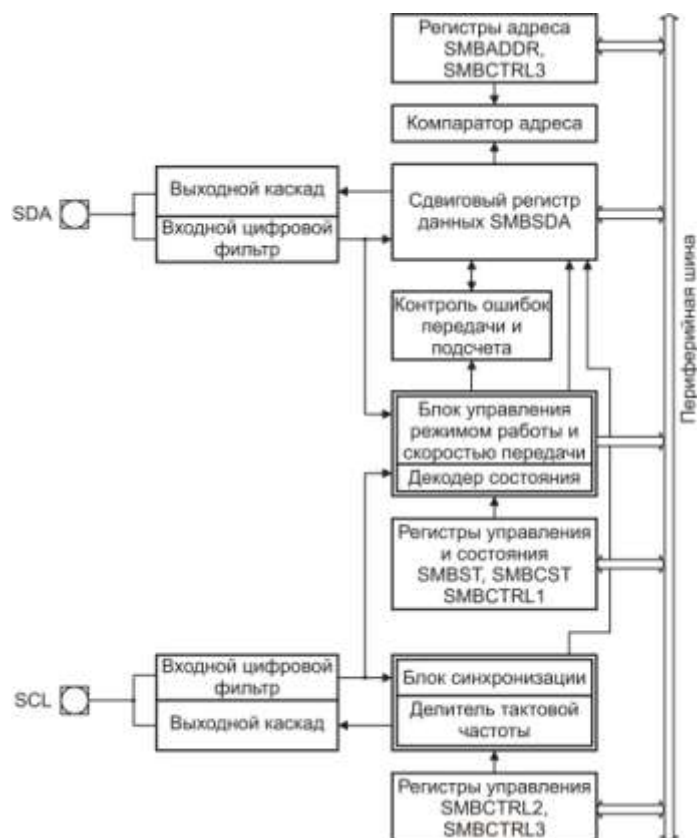 Регистры адреса
SMBADDR,
SMBCTRL3
Компаратор адреса
SDA
Выходной каскад
Входной цифровой
фильтр
Сдвиговый регистр
данных SMBSDA
Контроль ошибок
передачи и
подсчета
Блок управления
режимом работы и
скоростью передачи
Декодер состояния
Регистры управления
и состояния
SMBST, SMBCST
SMBCTRL1
SCL
Входной цифровой
фильтр
Выходной каскад
Блок синхронизации
Делитель тактовой
частоты
Регистры управления
SMBCTRL2,
SMBCTRL3
Периферийная шина